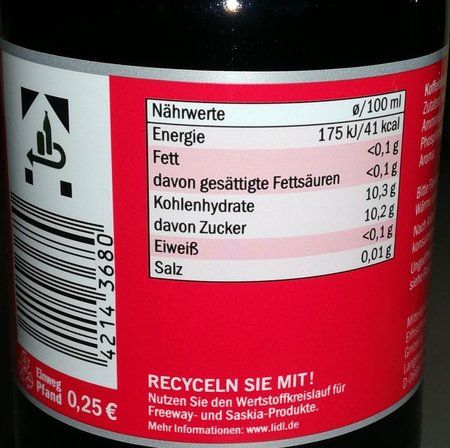 Nährwerte ø/100 ml
Energie 175 kJ/41 kcal
Fett <0,1 g
davon gesättigte Fettsäuren <0,1 g
Kohlenhydrate 10,3 g
davon Zucker 10,2 g
Eiweiß <0,1 g
Salz 0,01 g
4214 3680
Einweg
Pfand 0,25 €
RECYCELN SIE MIT!
Nutzen Sie den Wertstoffkreislauf für
Freeway- und Saskia-Produkte.
Mehr Informationen: www.lidl.de